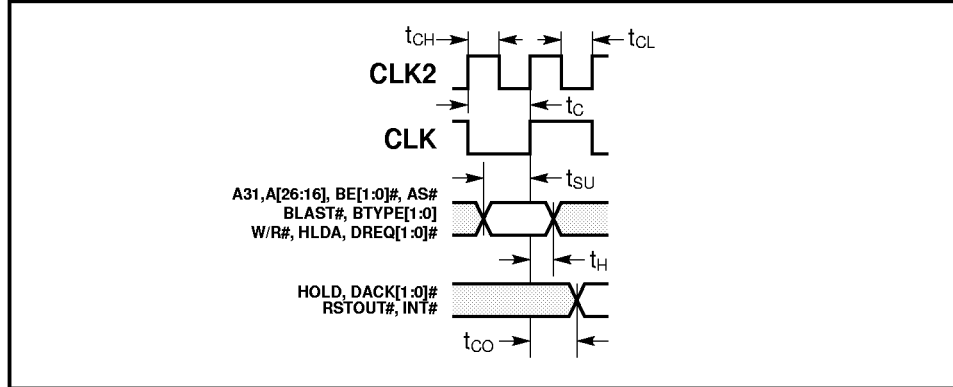 tCH
tCL
CLK2
tC
CLK
tSU
A31,A[26:16], BE[1:0]#, AS#
BLAST#, BTYPE[1:0]
W/R#, HLDA, DREQ[1:0]#
tH
HOLD, DACK[1:0]#
RSTOUT#, INT#
tCO